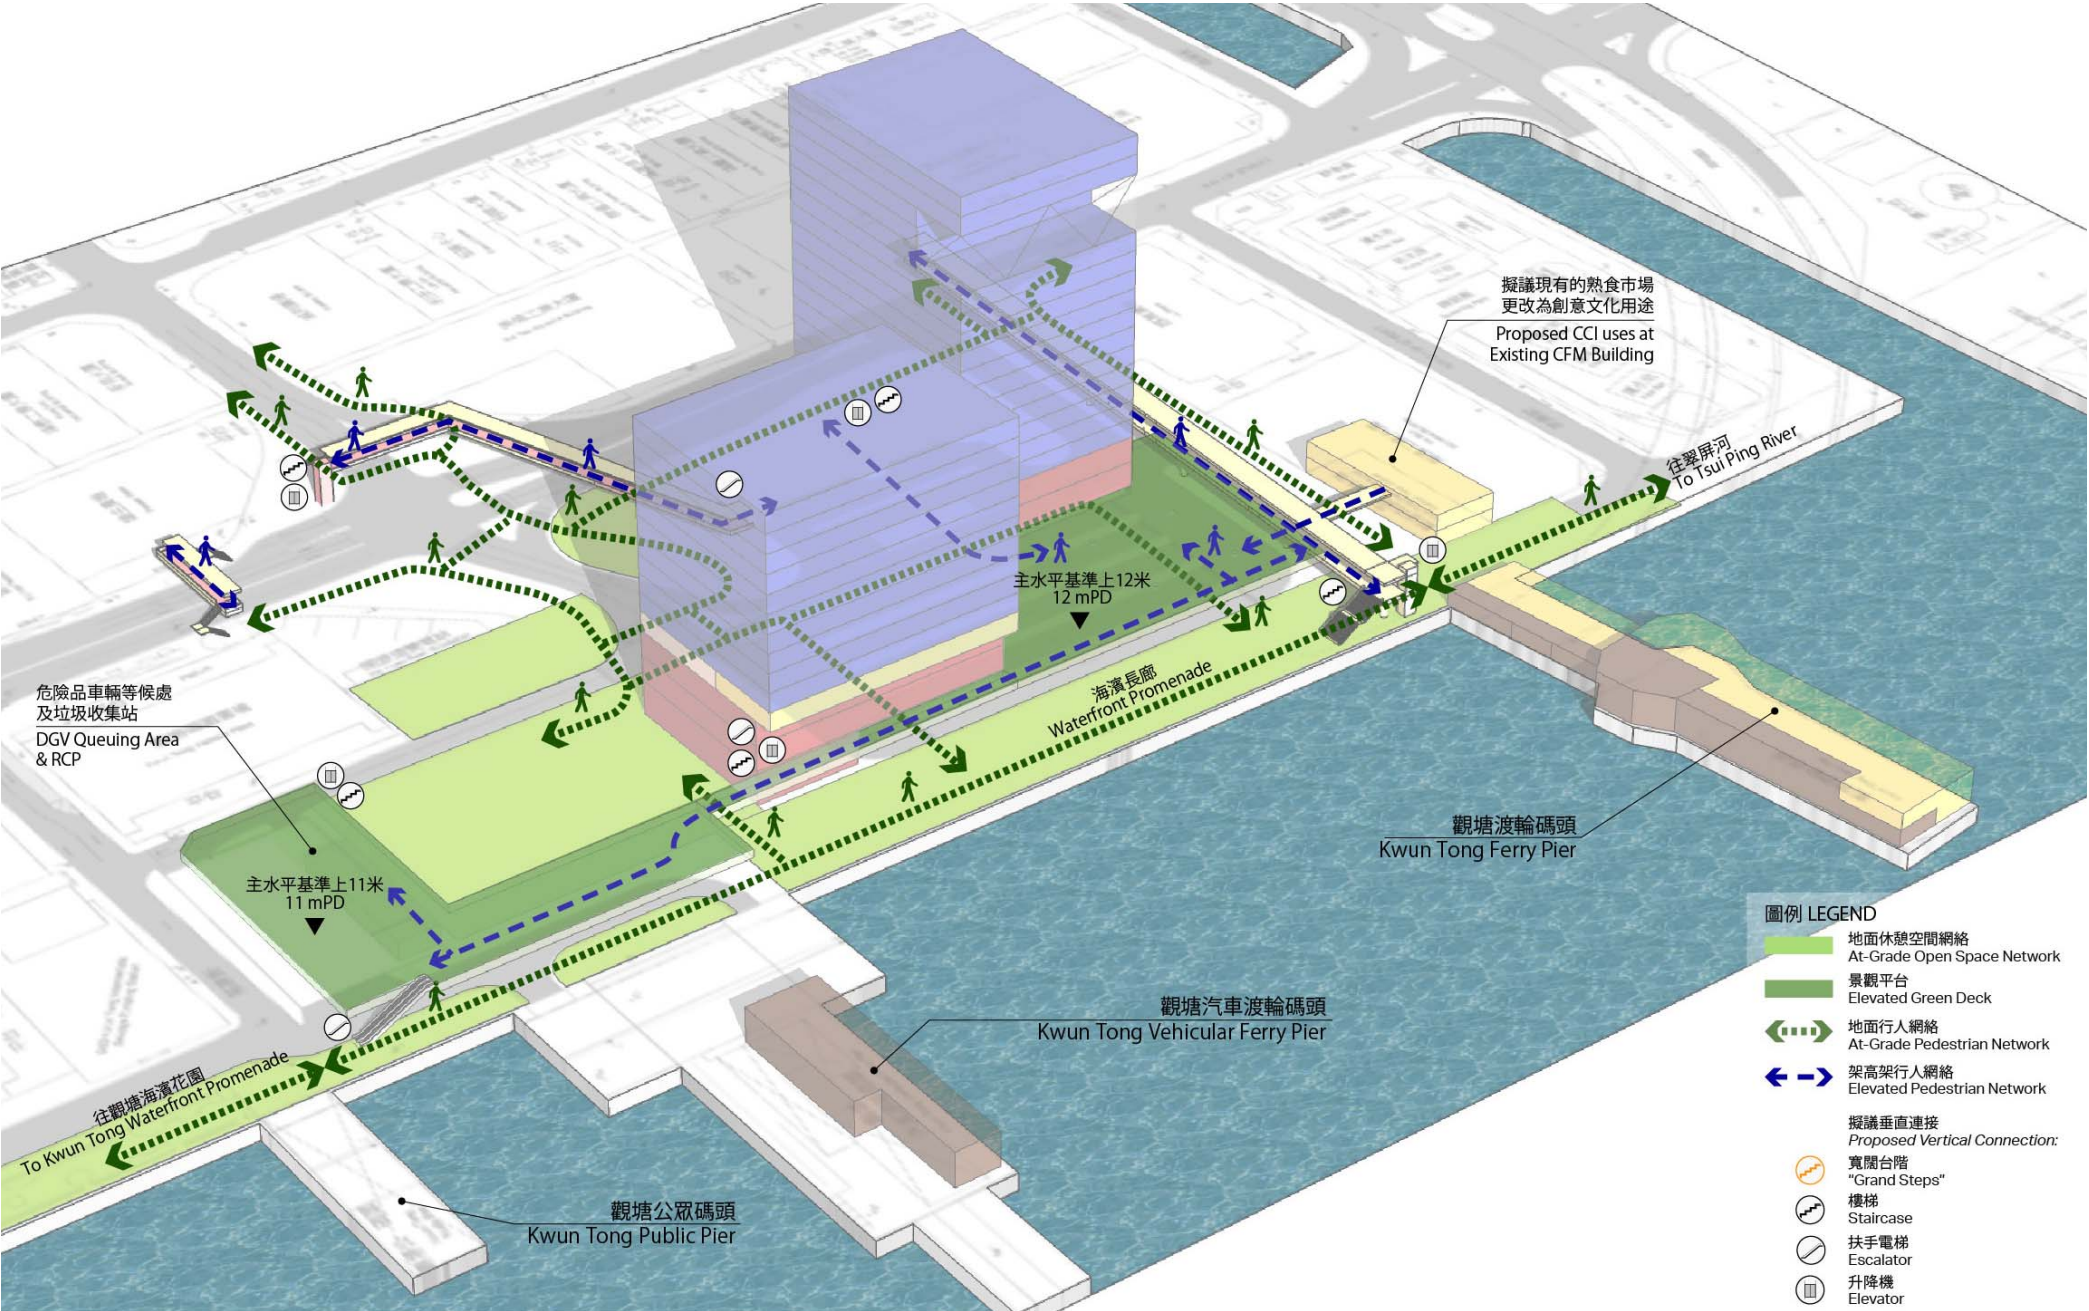 擬議現有的熟食市場
更改為創意文化用途
Proposed CCI uses at
Existing CFM Building
往翠屏河
To Tsui Ping River
主水平基準上12米
12 mPD
海濱長廊
Waterfront Promenade
危險品車輛等候處
及垃圾收集站
DGV Queuing Area
& RCP
主水平基準上11米
11 mPD
觀塘渡輪碼頭
Kwun Tong Ferry Pier
觀塘汽車渡輪碼頭
Kwun Tong Vehicular Ferry Pier
往觀塘海濱花園
To Kwun Tong Waterfront Promenade
觀塘公眾碼頭
Kwun Tong Public Pier
圖例 LEGEND
地面休憩空間網絡
At-Grade Open Space Network
景觀平台
Elevated Green Deck
地面行人網絡
At-Grade Pedestrian Network
架高架行人網絡
Elevated Pedestrian Network
擬議垂直連接
Proposed Vertical Connection:
寬闊台階
"Grand Steps"
樓梯
Staircase
扶手電梯
Escalator
升降機
Elevator